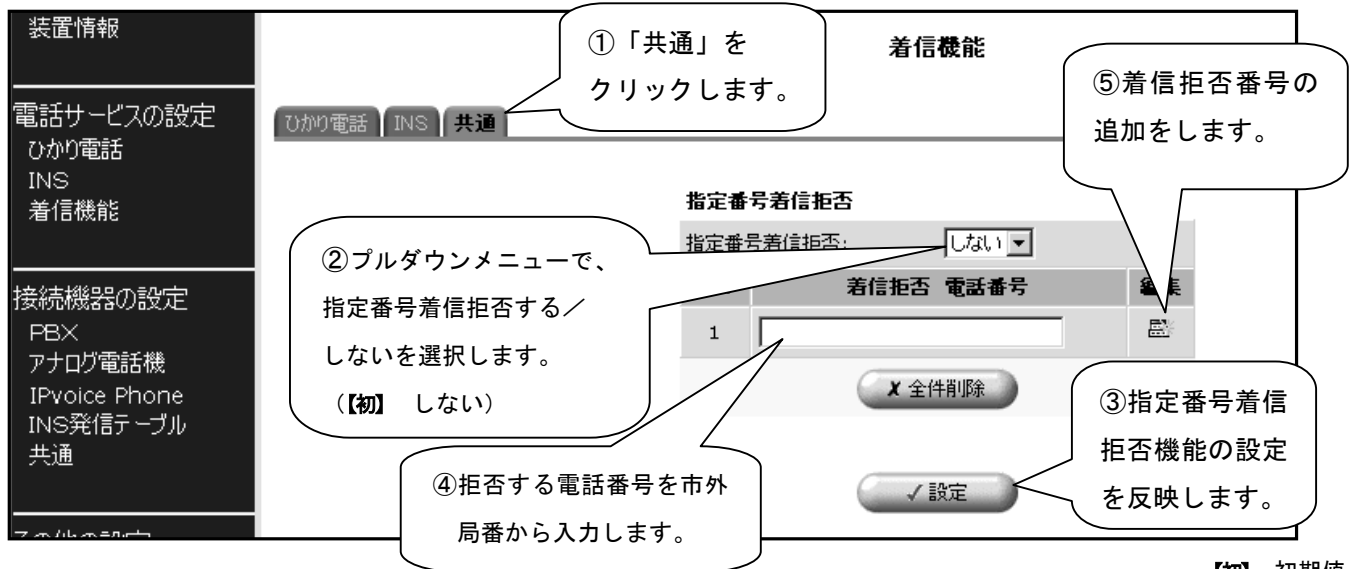 装置情報
電話サービスの設定
ひかり電話
INS
着信機能
接続機器の設定
PBX
アナログ電話機
IPvoice Phone
INS発信テーブル
共通
その他の設定
着信機能
ひかり電話 INS 共通
①「共通」を
クリックします。
⑤着信拒否番号の
追加をします。
指定番号着信拒否
指定番号着信拒否: しない
着信拒否 電話番号 編集
1
②プルダウンメニューで、
指定番号着信拒否する／
しないを選択します。
（【初】 しない）
✗ 全件削除
③指定番号着信
拒否機能の設定
を反映します。
④拒否する電話番号を市外
局番から入力します。
✓設定
【初】 初期値